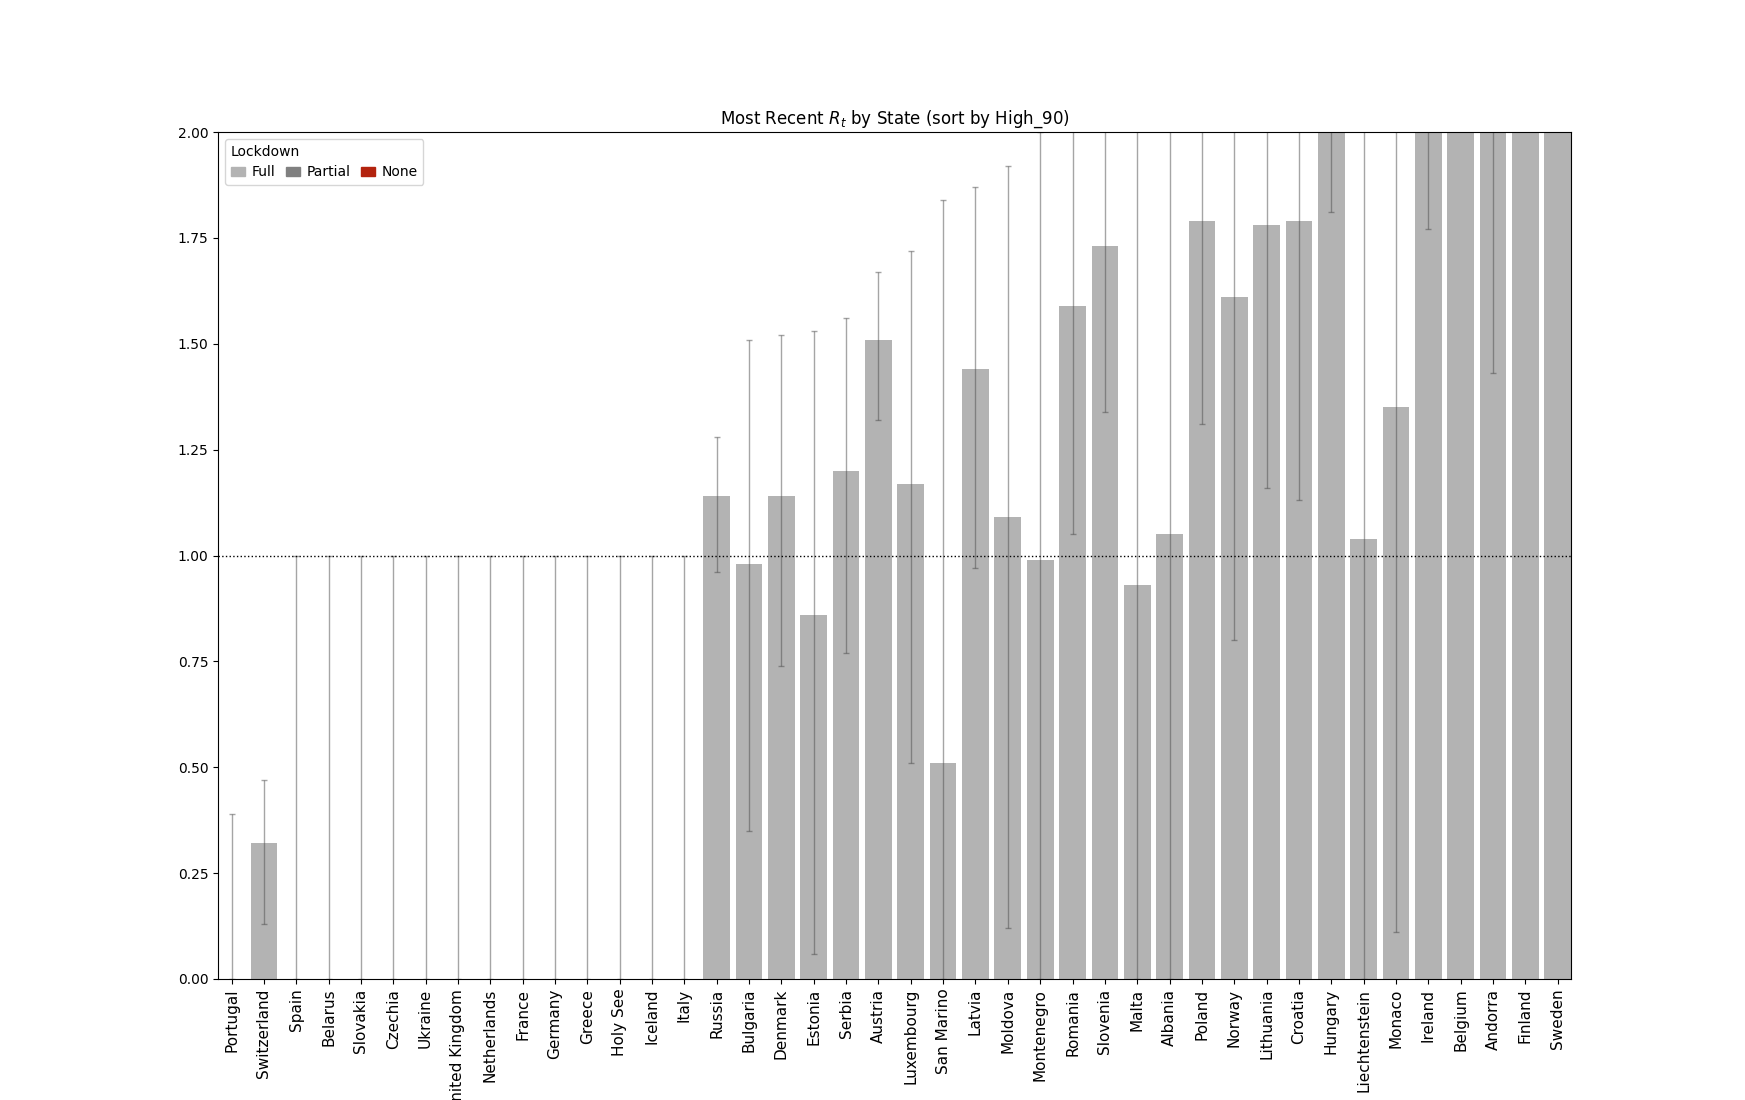 Most Recent R_t by State (sort by High_90)
Lockdown
Full Partial None
2.00
1.75
1.50
1.25
1.00
0.75
0.50
0.25
0.00
Portugal
Switzerland
Spain
Belarus
Slovakia
Czechia
Ukraine
nited Kingdom
Netherlands
France
Germany
Greece
Holy See
Iceland
Italy
Russia
Bulgaria
Denmark
Estonia
Serbia
Austria
Luxembourg
San Marino
Latvia
Moldova
Montenegro
Romania
Slovenia
Malta
Albania
Poland
Norway
Lithuania
Croatia
Hungary
Liechtenstein
Monaco
Ireland
Belgium
Andorra
Finland
Sweden